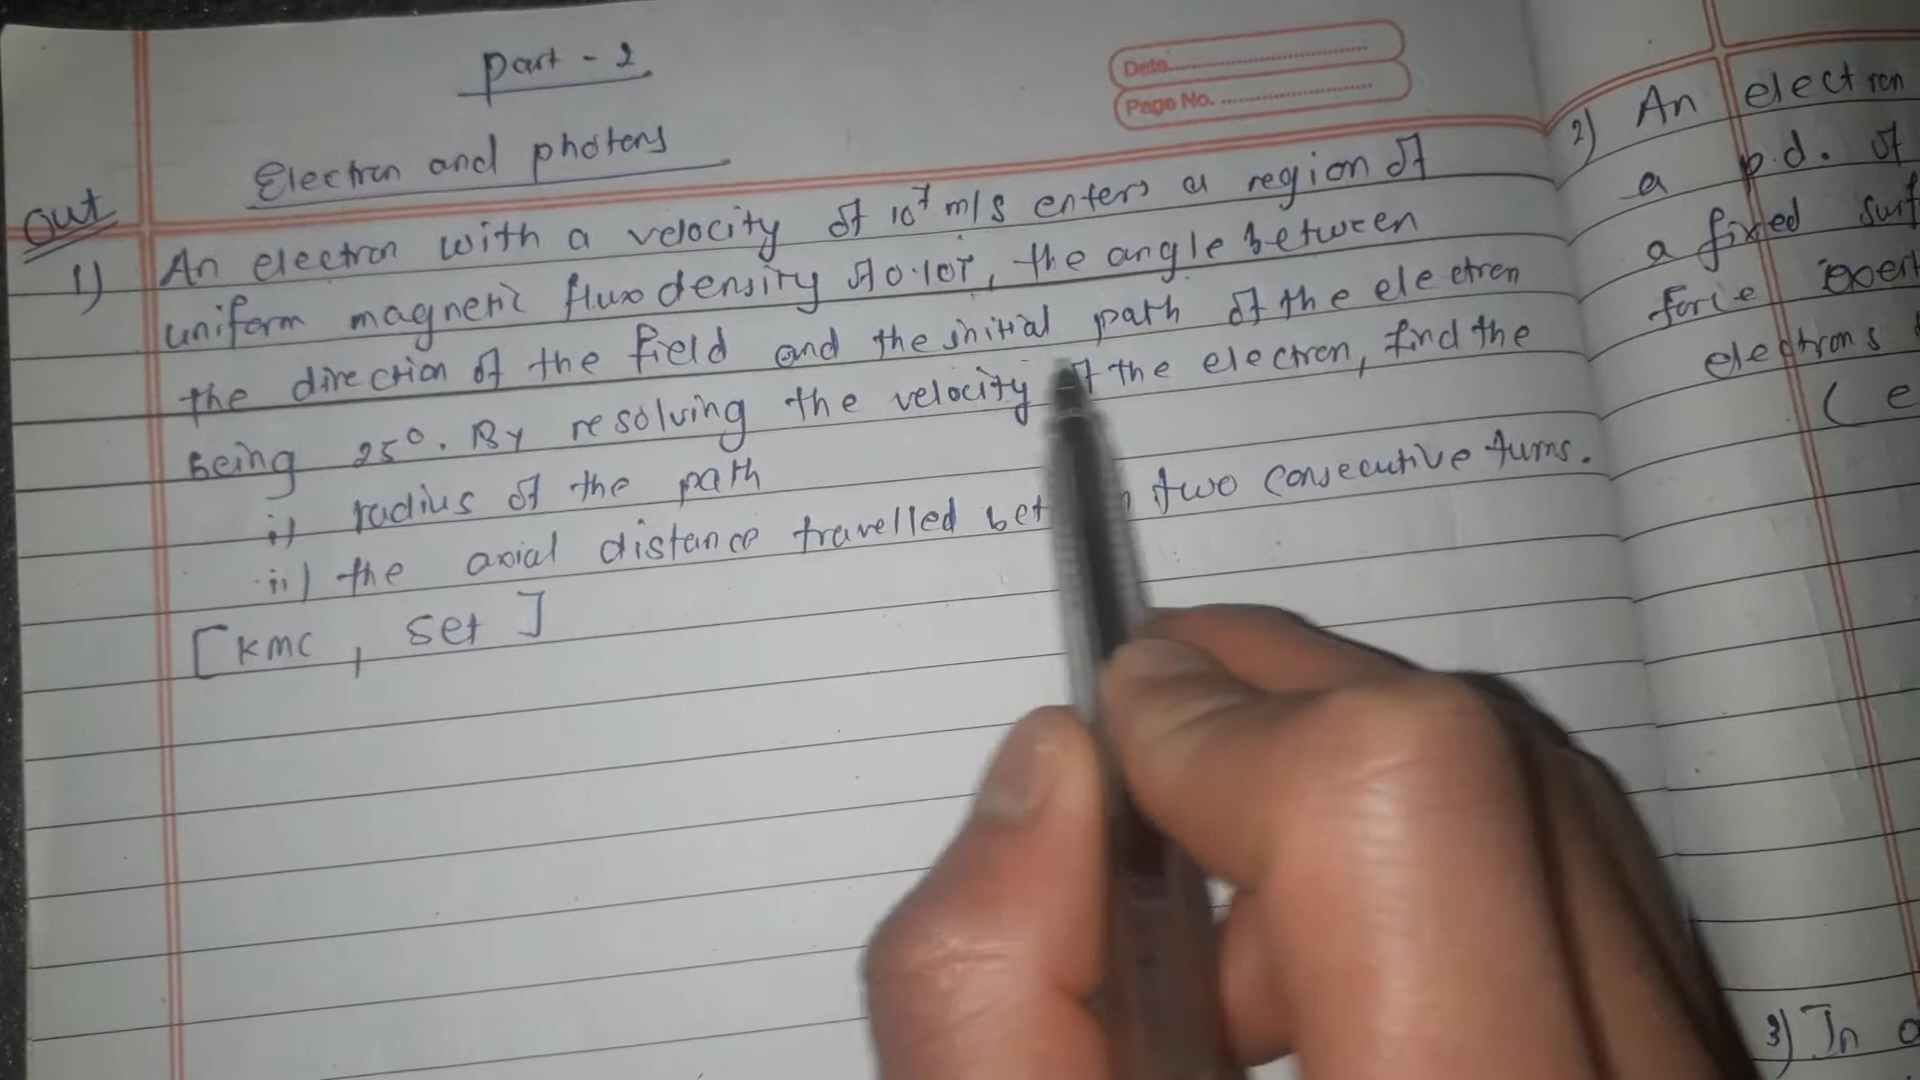 Part - 2
Date
Page No.
Electron and photons
out
1) An electron with a velocity of 10⁷ m/s enters a region of
uniform magnetic flux density of 0.10T, the angle between
the direction of the field and the initial path of the electron
being 25°. By resolving the velocity of the electron, find the
i) radius of the path
ii) the axial distance travelled bet two consecutive turns.
[KMC, set]
2) An electron
a p.d. of
a fixed surf
force exert
electrons
( e
3) In a